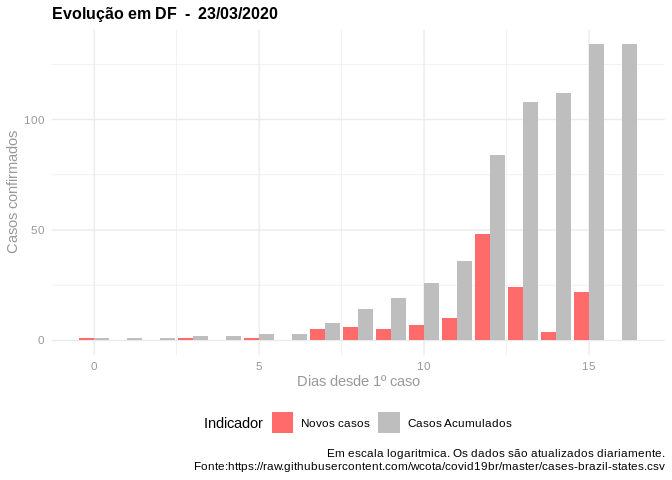 Evolução em DF - 23/03/2020
Casos confirmados
100
50
0
0 5 10 15
Dias desde 1º caso
Indicador Novos casos Casos Acumulados
Em escala logaritmica. Os dados são atualizados diariamente.
Fonte:https://raw.githubusercontent.com/wcota/covid19br/master/cases-brazil-states.csv